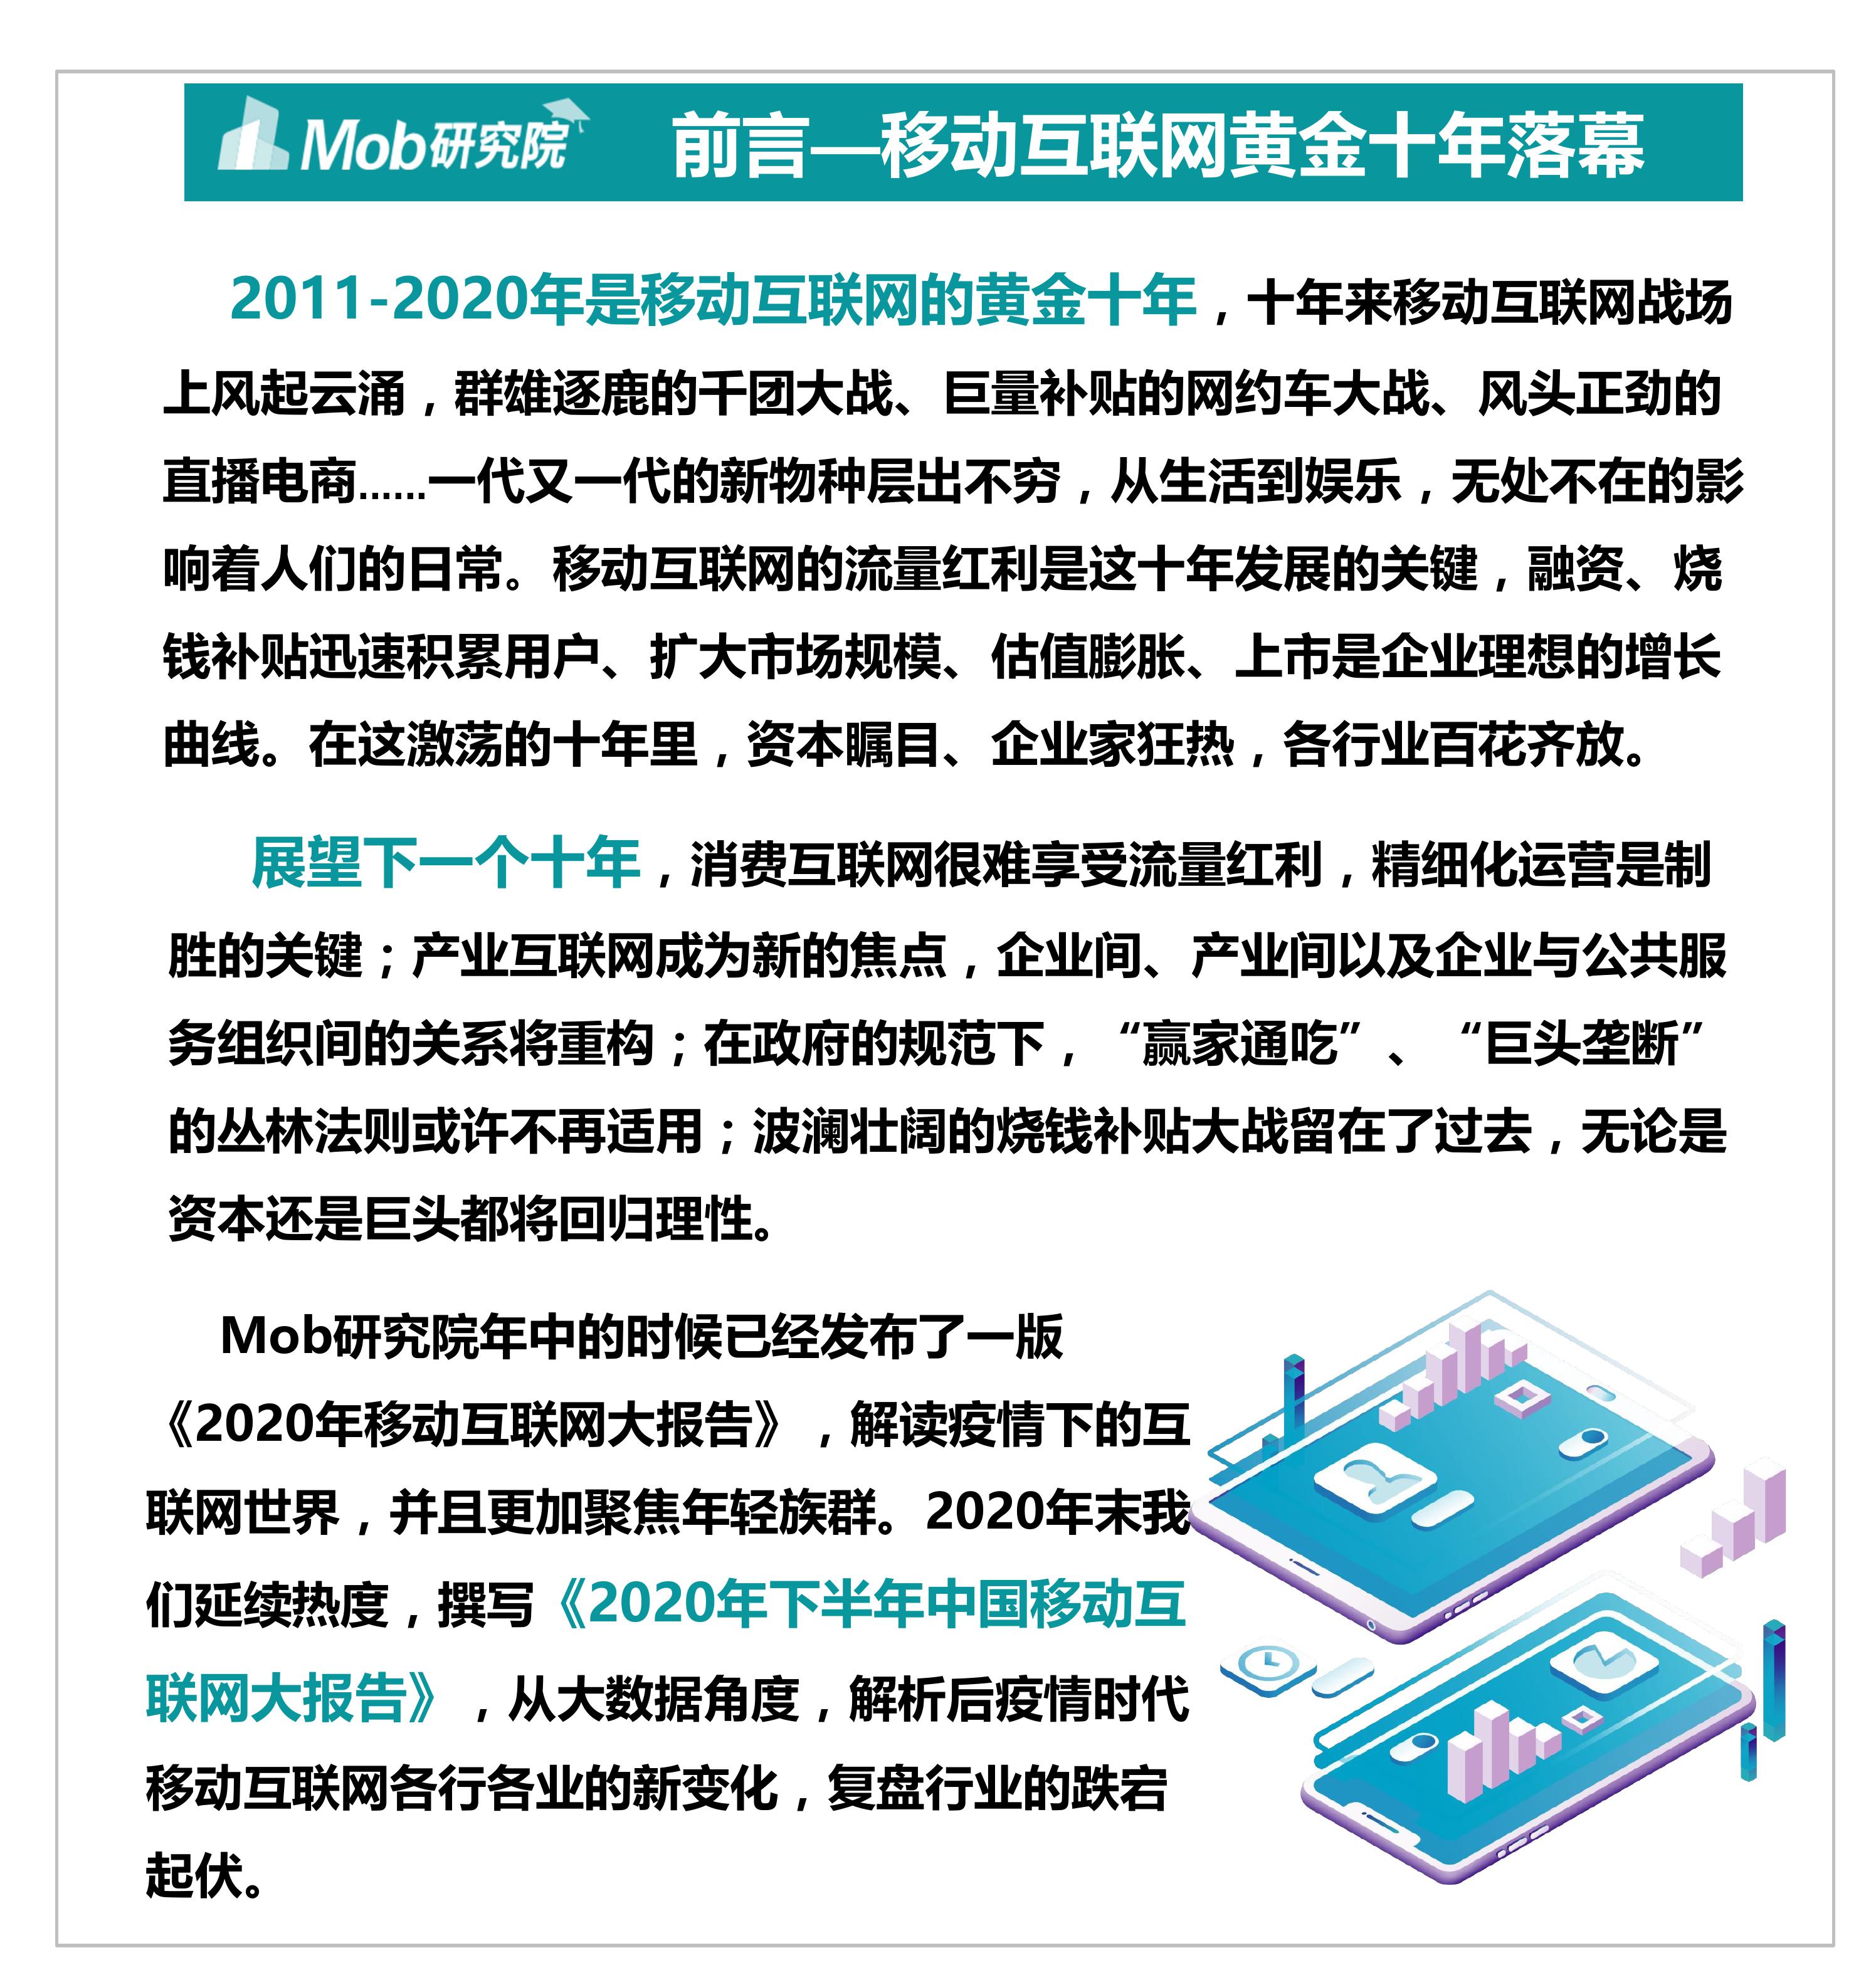 Mob研究院
前言—移动互联网黄金十年落幕
2011-2020年是移动互联网的黄金十年，十年来移动互联网战场
上风起云涌，群雄逐鹿的千团大战、巨量补贴的网约车大战、风头正劲的
直播电商......一代又一代的新物种层出不穷，从生活到娱乐，无处不在的影
响着人们的日常。移动互联网的流量红利是这十年发展的关键，融资、烧
钱补贴迅速积累用户、扩大市场规模、估值膨胀、上市是企业理想的增长
曲线。在这激荡的十年里，资本瞩目、企业家狂热，各行业百花齐放。
展望下一个十年，消费互联网很难享受流量红利，精细化运营是制
胜的关键；产业互联网成为新的焦点，企业间、产业间以及企业与公共服
务组织间的关系将重构；在政府的规范下，“赢家通吃”、“巨头垄断”
的丛林法则或许不再适用；波澜壮阔的烧钱补贴大战留在了过去，无论是
资本还是巨头都将回归理性。
Mob研究院年中的时候已经发布了一版
《2020年移动互联网大报告》，解读疫情下的互
联网世界，并且更加聚焦年轻族群。2020年末我
们延续热度，撰写《2020年下半年中国移动互
联网大报告》，从大数据角度，解析后疫情时代
移动互联网各行各业的新变化，复盘行业的跌宕
起伏。